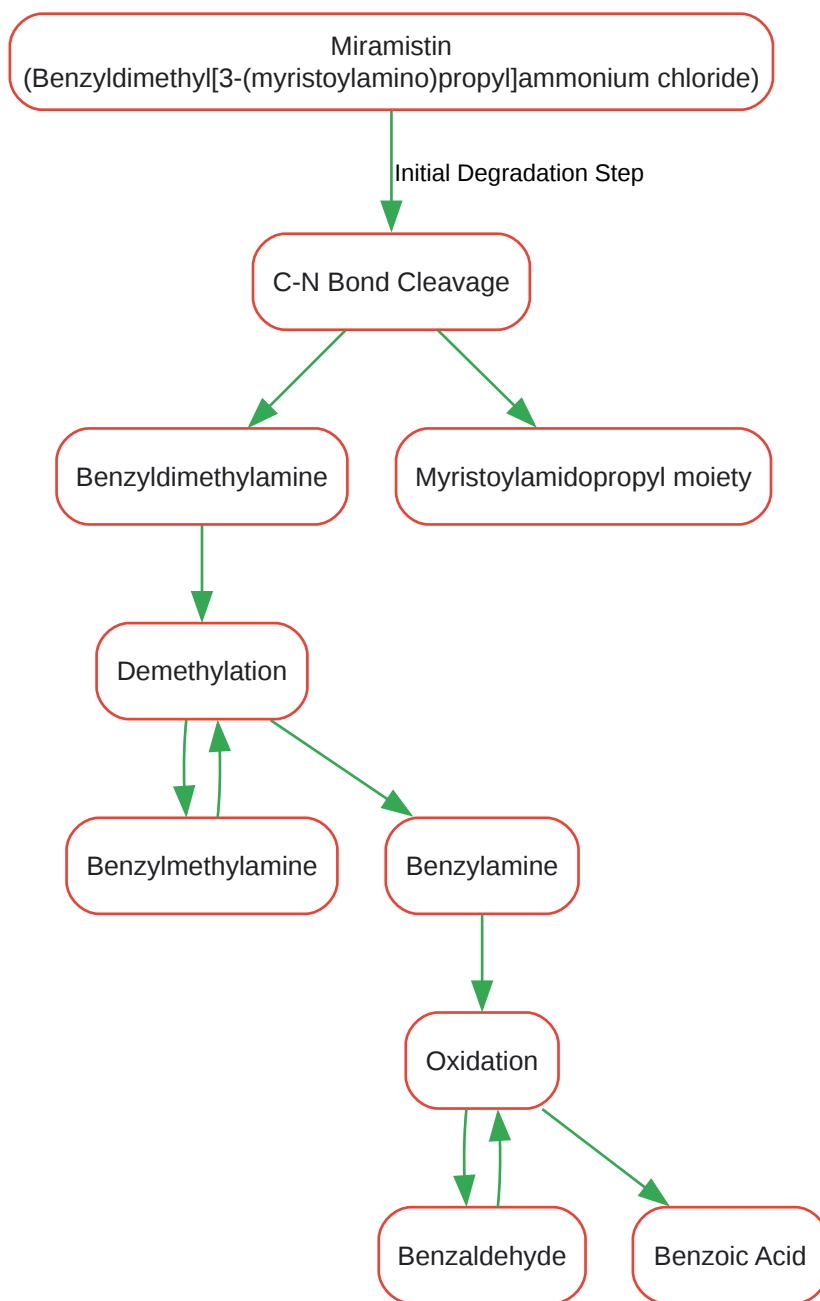 Miramistin
(Benzyldimethyl[3-(myristoylamino)propyl]ammonium chloride)
Initial Degradation Step
C-N Bond Cleavage
Benzyldimethylamine
Myristoylamidopropyl moiety
Demethylation
Benzylmethylamine
Benzylamine
Oxidation
Benzaldehyde
Benzoic Acid